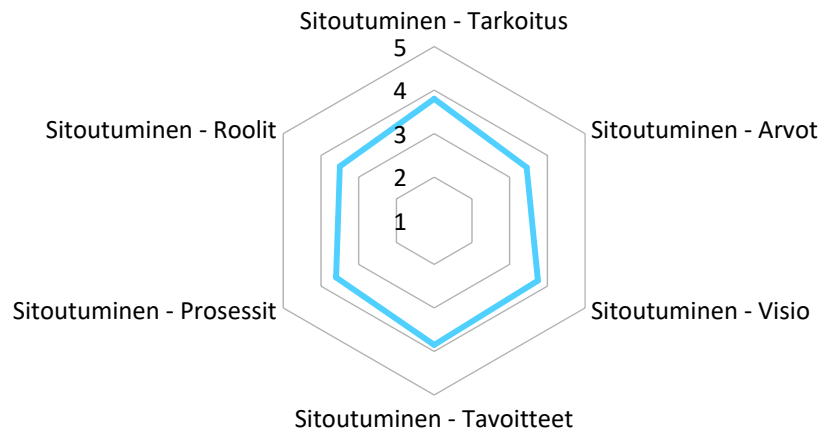 Sitoutuminen - Tarkoitus
5
4
Sitoutuminen - Roolit
Sitoutuminen - Arvot
3
2
1
Sitoutuminen - Prosessit
Sitoutuminen - Visio
Sitoutuminen - Tavoitteet